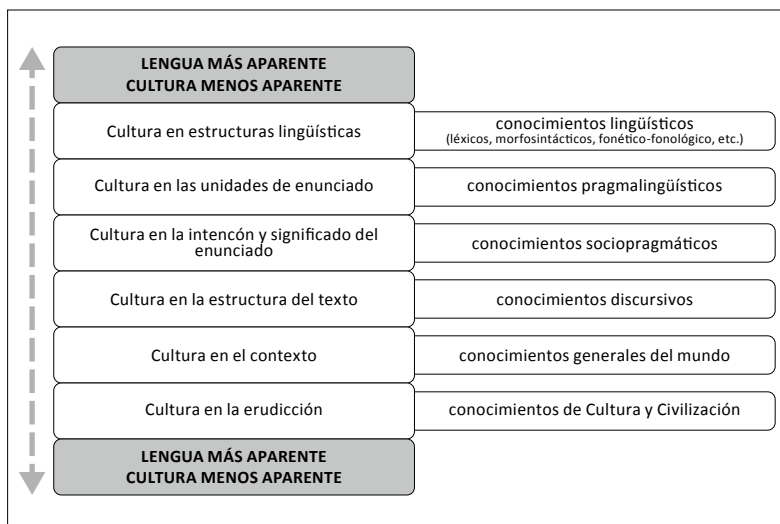 LENGUA MÁS APARENTE
CULTURA MENOS APARENTE
Cultura en estructuras lingüísticas
conocimientos lingüísticos
(léxicos, morfosintácticos, fonético-fonológico, etc.)
Cultura en las unidades de enunciado
conocimientos pragmalingüísticos
Cultura en la intencón y significado del
enunciado
conocimientos sociopragmáticos
Cultura en la estructura del texto
conocimientos discursivos
Cultura en el contexto
conocimientos generales del mundo
Cultura en la erudicción
conocimientos de Cultura y Civilización
LENGUA MÁS APARENTE
CULTURA MENOS APARENTE